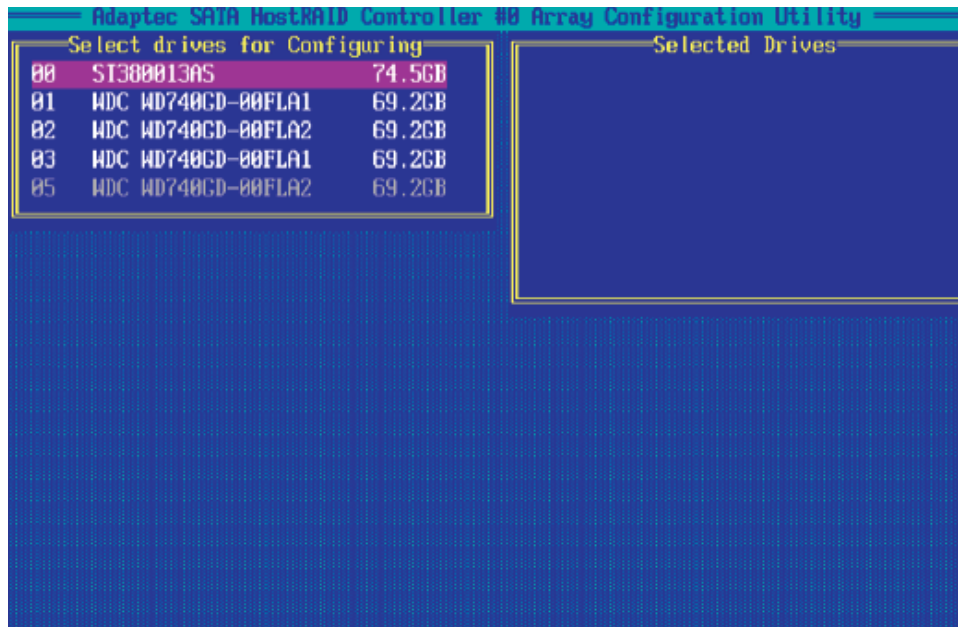 Adaptec SATA HostRAID Controller #0 Array Configuration Utility
Select drives for Configuring
Selected Drives
00 ST380013AS 74.5GB
01 WDC WD740GD-00FLA1 69.2GB
02 WDC WD740GD-00FLA2 69.2GB
03 WDC WD740GD-00FLA1 69.2GB
05 WDC WD740GD-00FLA2 69.2GB